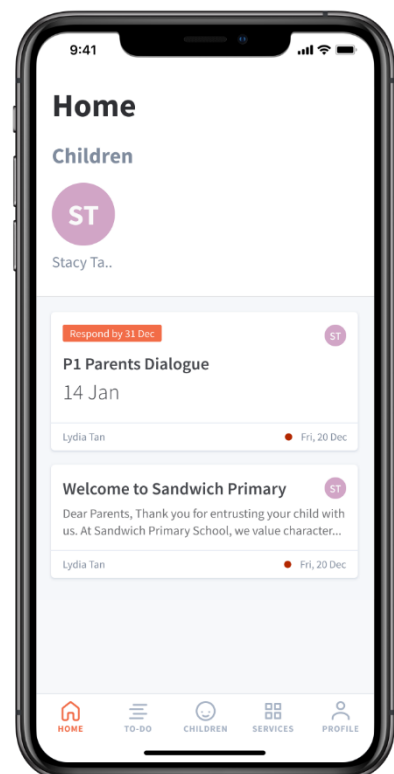 9:41
Home
Children
ST
Stacy Ta..
Respond by 31 Dec
ST
P1 Parents Dialogue
14 Jan
Lydia Tan
Fri, 20 Dec
Welcome to Sandwich Primary
ST
Dear Parents, Thank you for entrusting your child with
us. At Sandwich Primary School, we value character...
Lydia Tan
Fri, 20 Dec
HOME
TO-DO
CHILDREN
SERVICES
PROFILE